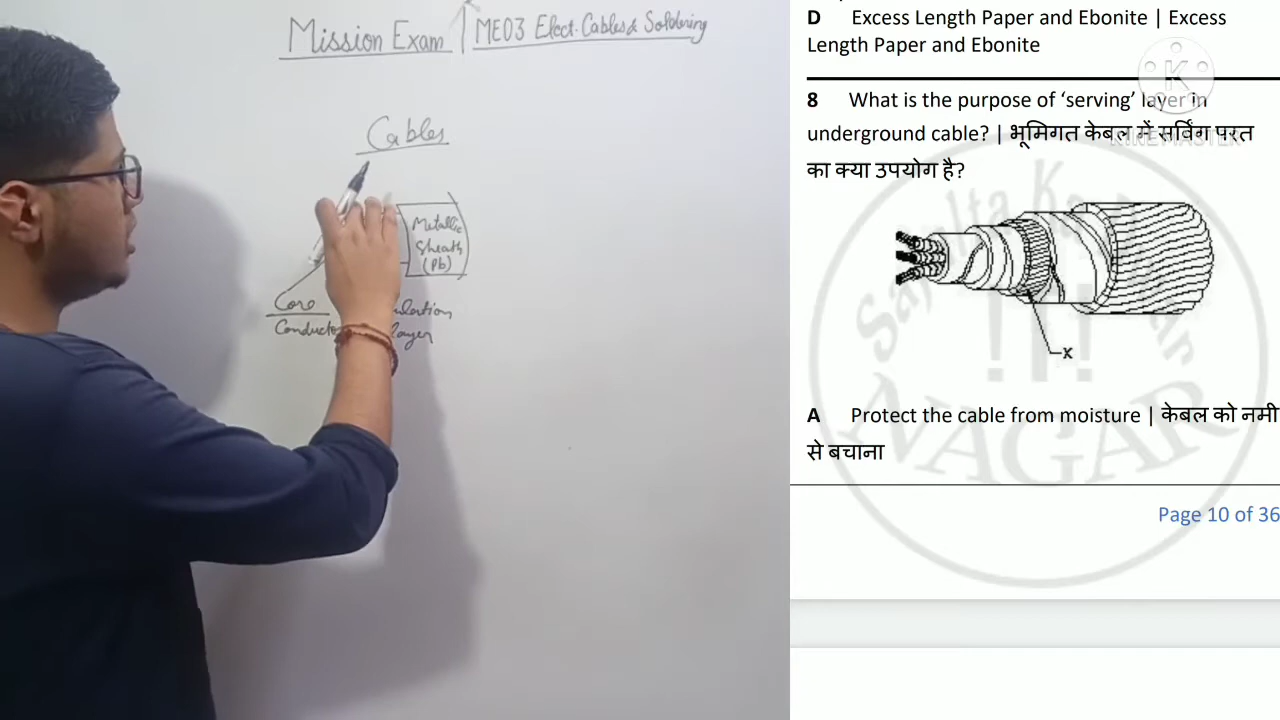 Mission Exam
ME03 Elect. Cables & Soldering
Cables
Metallic
Sheath
(Pb)
Core
layer
D Excess Length Paper and Ebonite | Excess
Length Paper and Ebonite
8 What is the purpose of ‘serving’ layer in
underground cable? | भूमिगत केबल में सर्विंग परत
का क्या उपयोग है?
X
A Protect the cable from moisture | केबल को नमी
से बचाना
Page 10 of 36
K
KINEMASTER
NAGAR